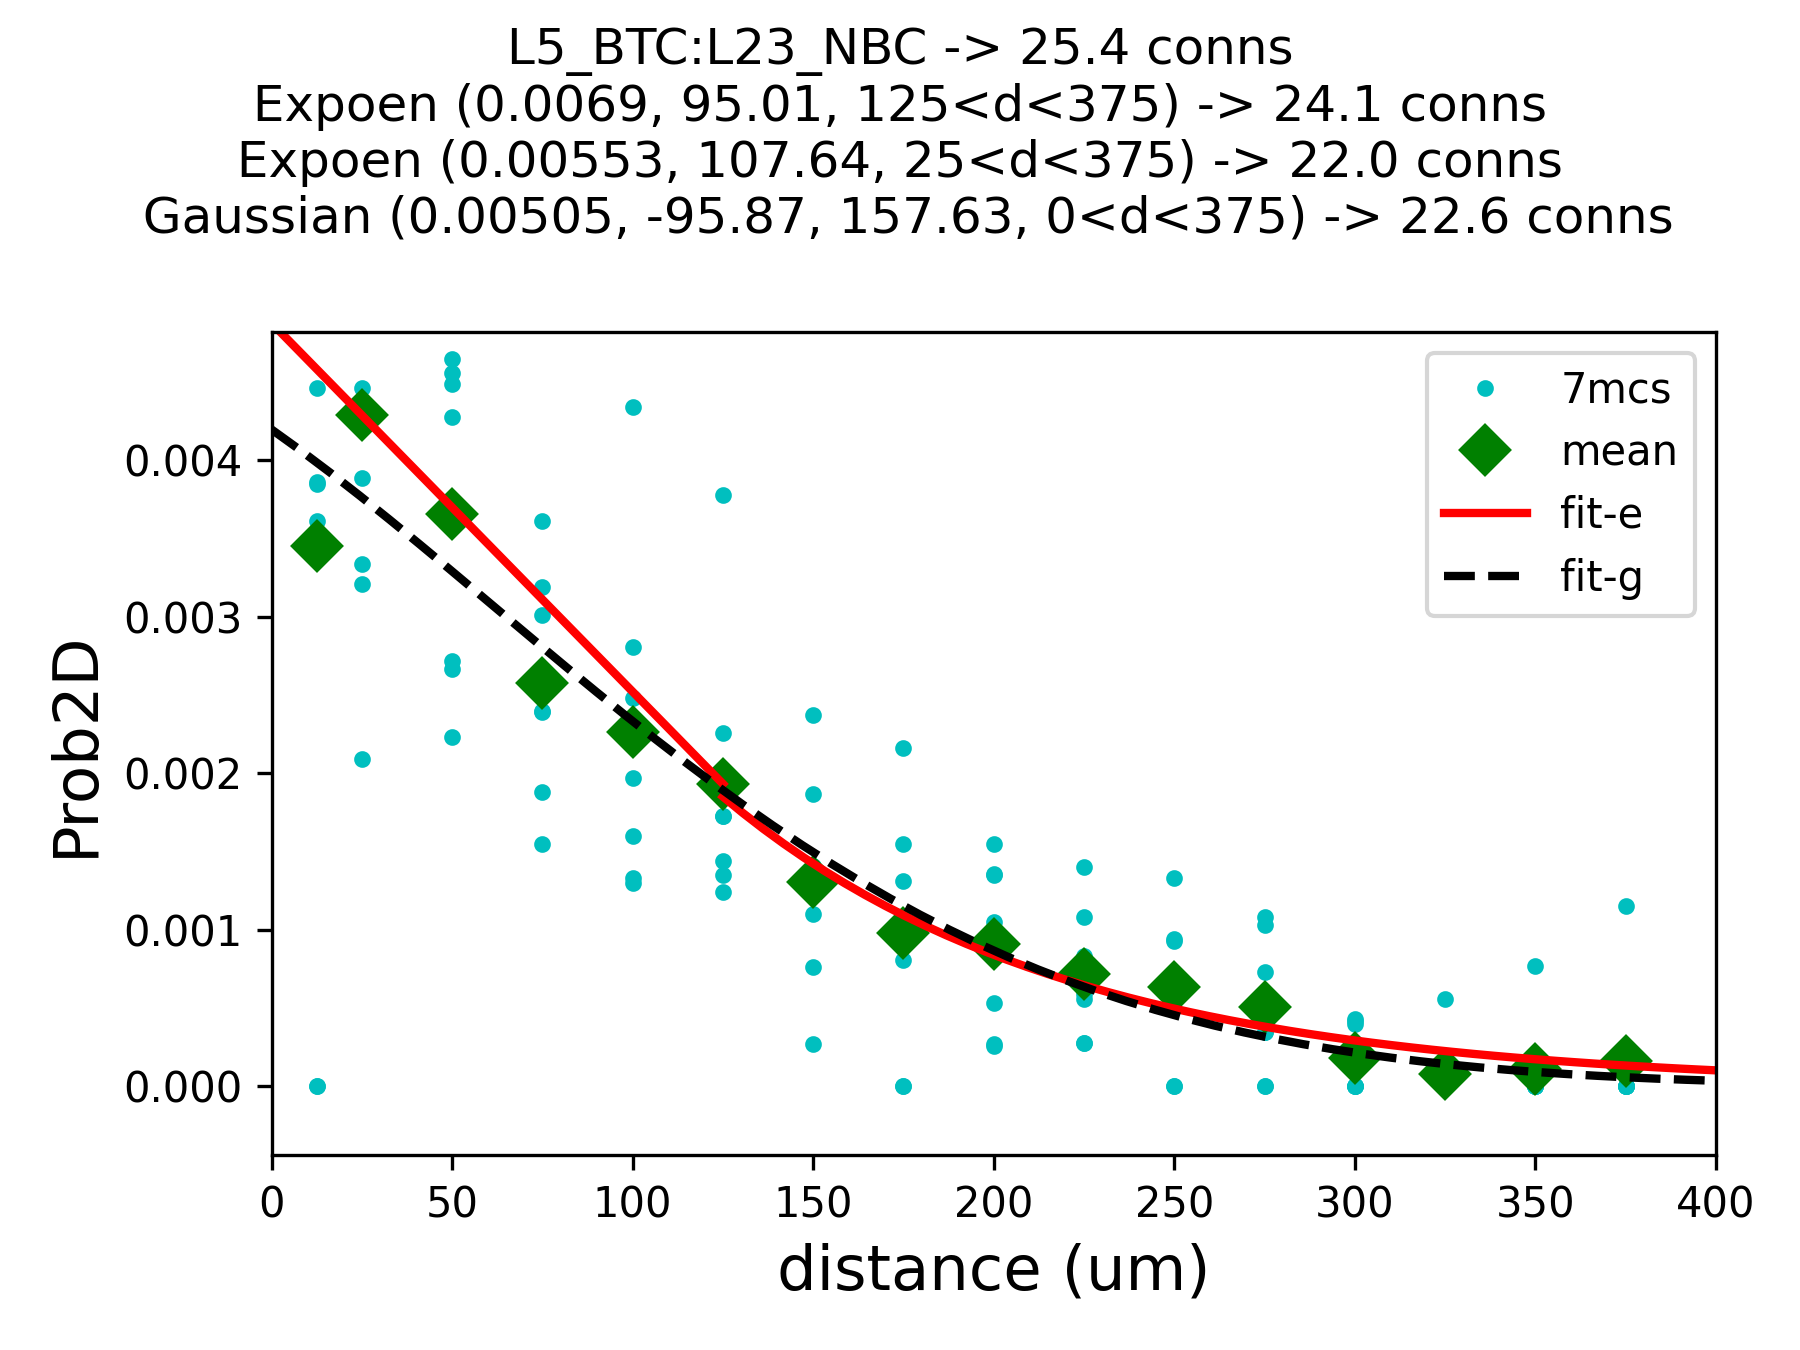 L5_BTC:L23_NBC -> 25.4 conns
Expoen (0.0069, 95.01, 125<d<375) -> 24.1 conns
Expoen (0.00553, 107.64, 25<d<375) -> 22.0 conns
Gaussian (0.00505, -95.87, 157.63, 0<d<375) -> 22.6 conns
7mcs
mean
fit-e
fit-g
Prob2D
0.004
0.003
0.002
0.001
0.000
0 50 100 150 200 250 300 350 400
distance (um)